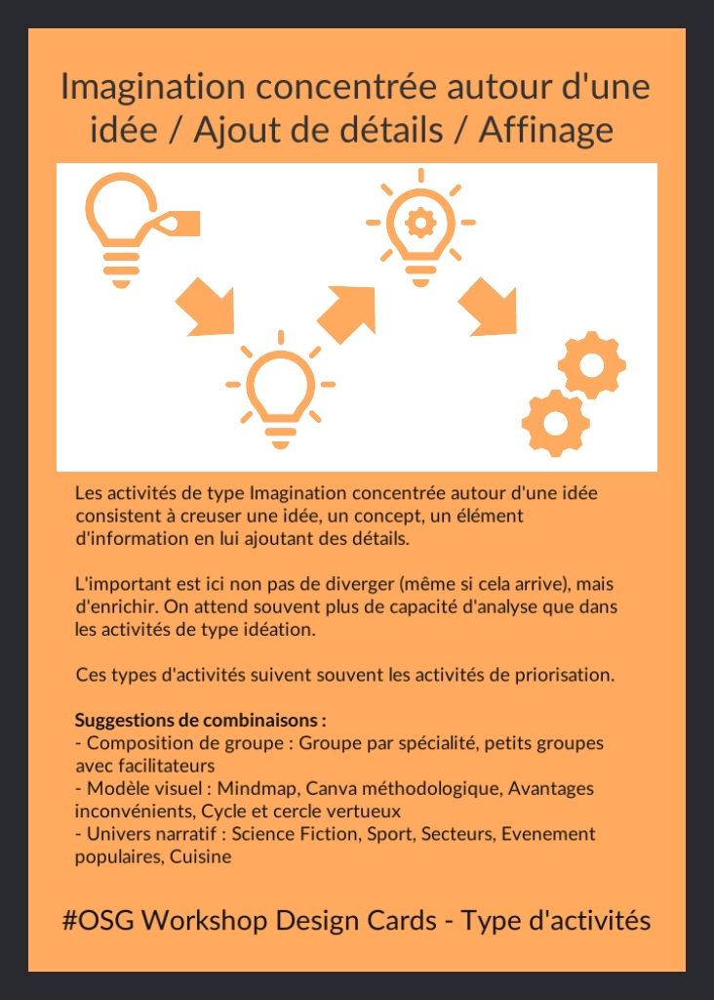 Imagination concentrée autour d'une
idée / Ajout de détails / Affinage
Les activités de type Imagination concentrée autour d'une idée
consistent à creuser une idée, un concept, un élément
d'information en lui ajoutant des détails.
L'important est ici non pas de diverger (même si cela arrive), mais
d'enrichir. On attend souvent plus de capacité d'analyse que dans
les activités de type idéation.
Ces types d'activités suivent souvent les activités de priorisation.
Suggestions de combinaisons :
- Composition de groupe : Groupe par spécialité, petits groupes
avec facilitateurs
- Modèle visuel : Mindmap, Canva méthodologique, Avantages
inconvénients, Cycle et cercle vertueux
- Univers narratif : Science Fiction, Sport, Secteurs, Evenement
populaires, Cuisine
#OSG Workshop Design Cards - Type d'activités